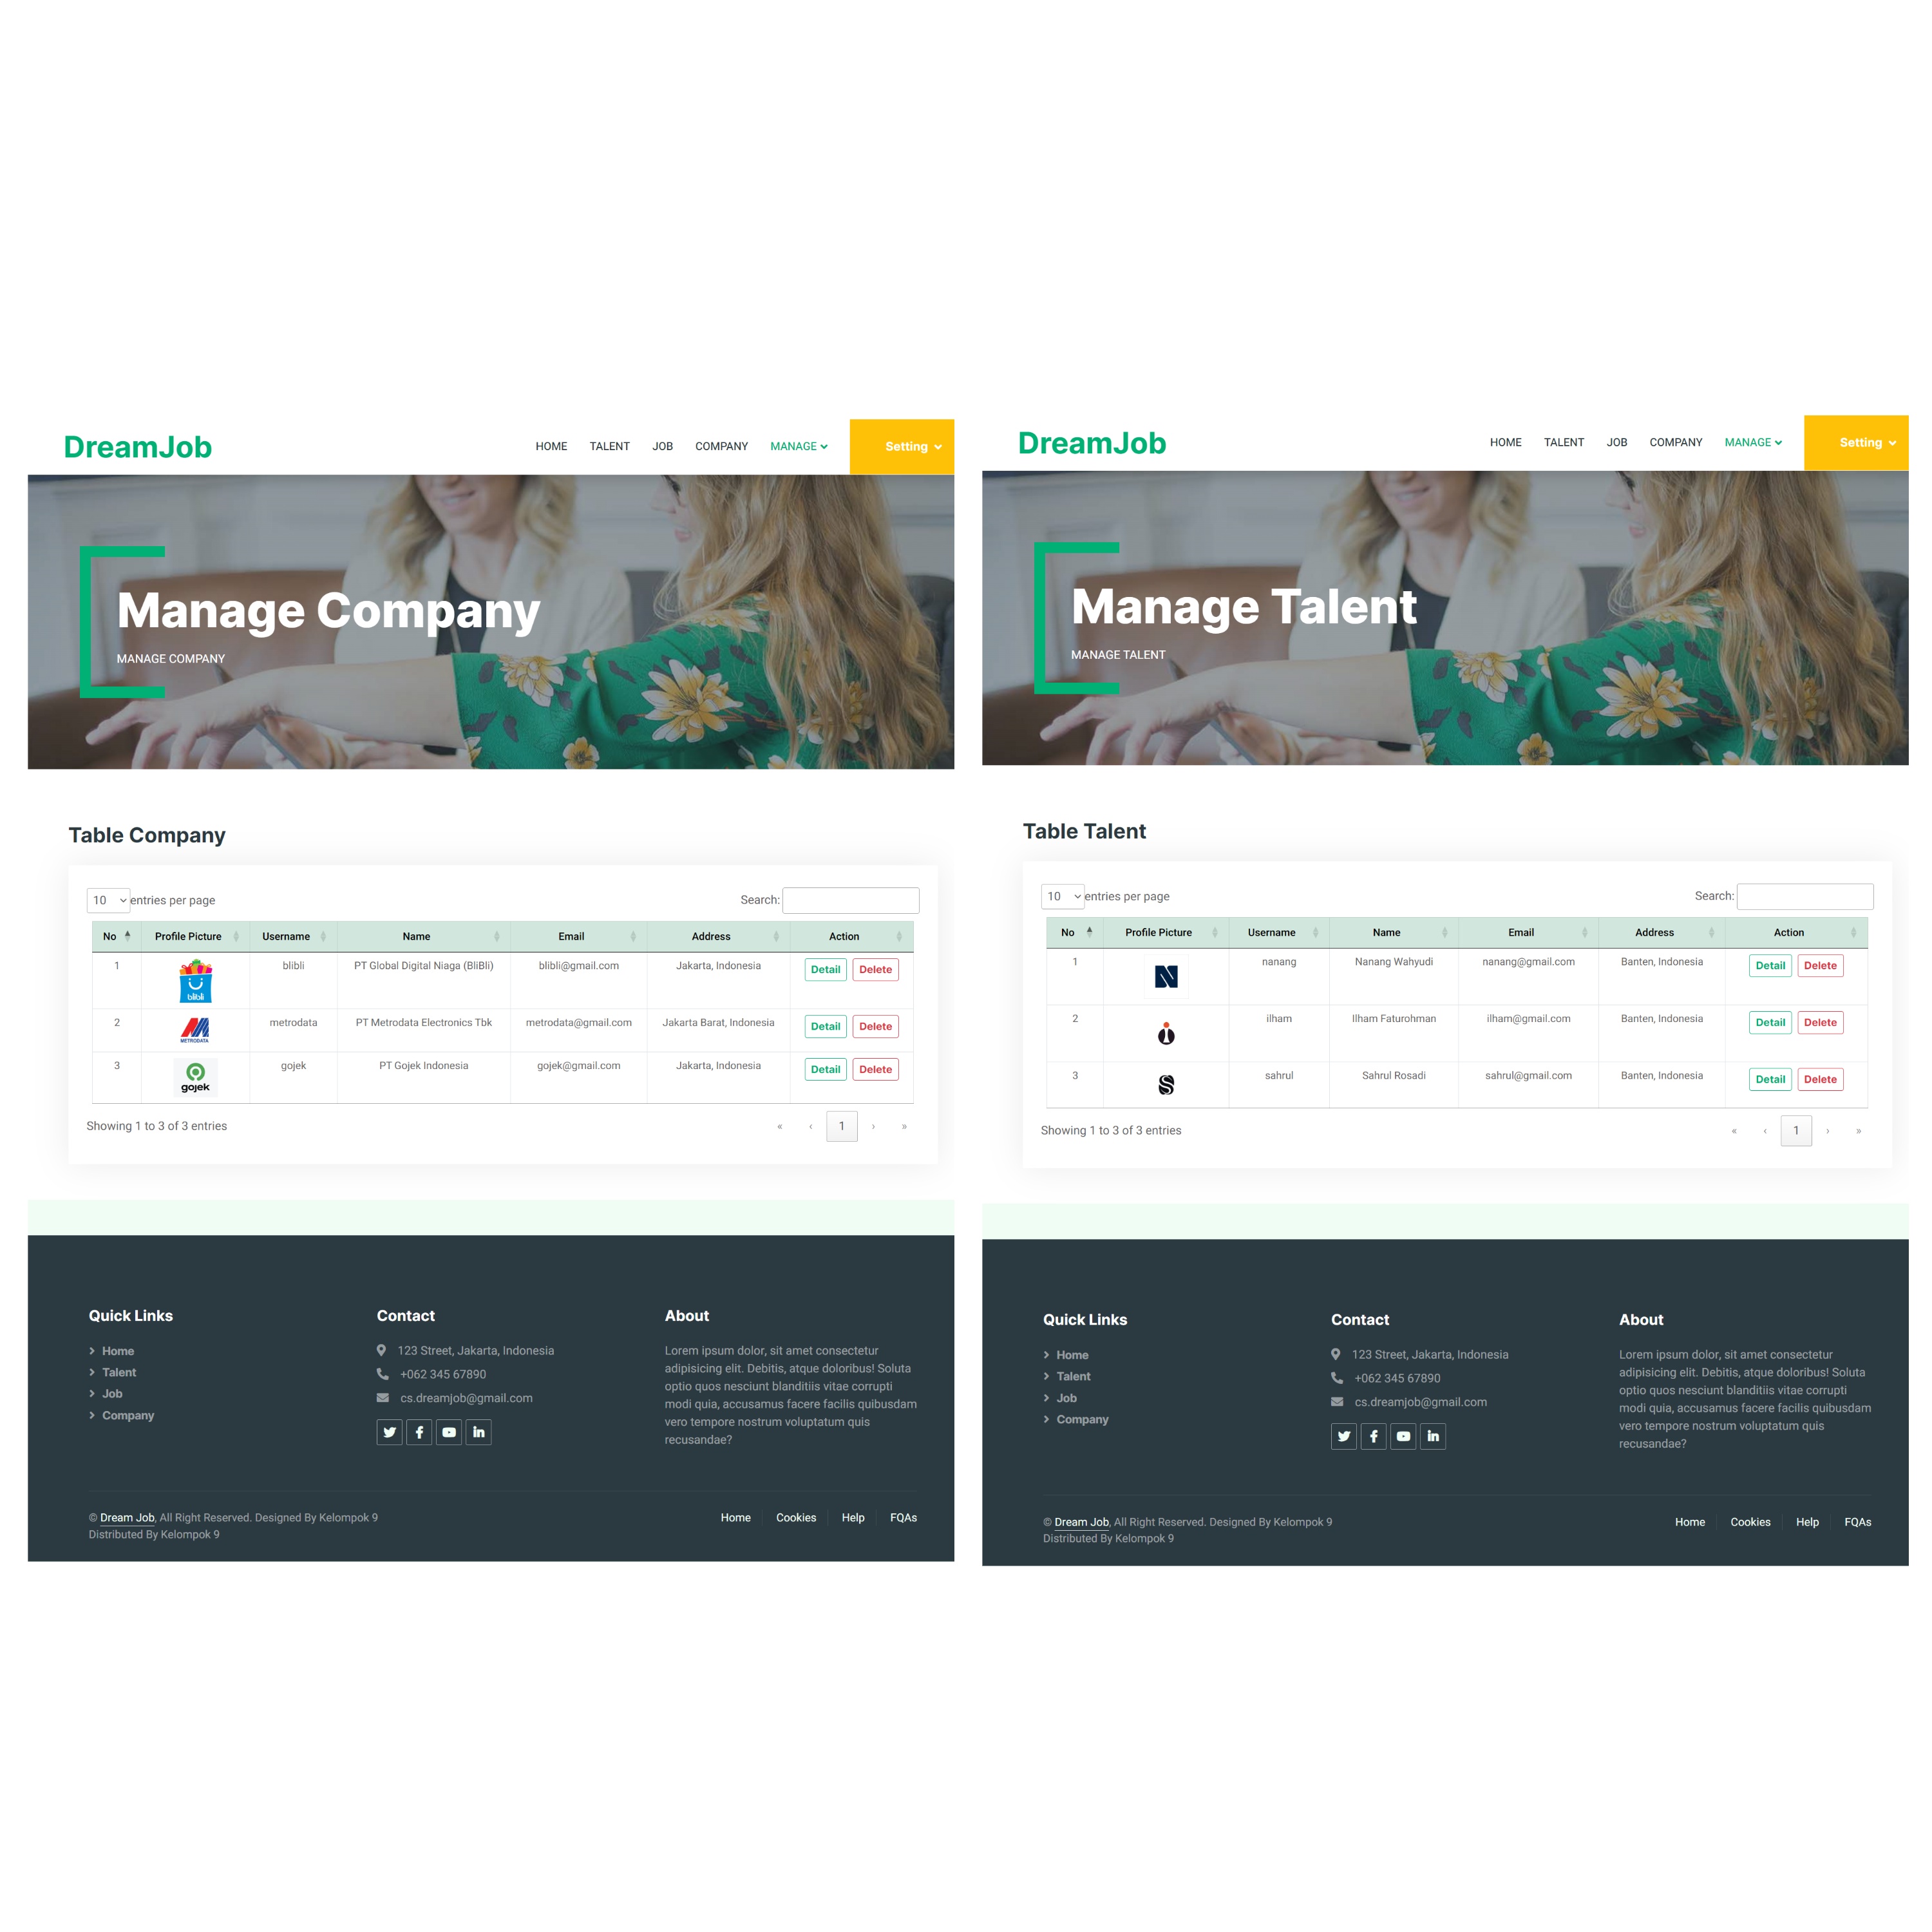 DreamJob
HOME TALENT JOB COMPANY MANAGE Setting
Manage Company
MANAGE COMPANY
Table Company
10 entries per page Search:
No Profile Picture Username Name Email Address Action
1 blibli blibli PT Global Digital Niaga (BliBli) blibli@gmail.com Jakarta, Indonesia Detail Delete
2 METRODATA metrodata PT Metrodata Electronics Tbk metrodata@gmail.com Jakarta Barat, Indonesia Detail Delete
3 gojek gojek PT Gojek Indonesia gojek@gmail.com Jakarta, Indonesia Detail Delete
Showing 1 to 3 of 3 entries « ‹ 1 › »
Quick Links
Home
Talent
Job
Company
Contact
123 Street, Jakarta, Indonesia
+062 345 67890
cs.dreamjob@gmail.com
About
Lorem ipsum dolor, sit amet consectetur
adipisicing elit. Debitis, atque doloribus! Soluta
optio quos nesciunt blanditiis vitae corrupti
modi quia, accusamus facere facilis quibusdam
vero tempore nostrum voluptatum quis
recusandae?
© Dream Job, All Right Reserved. Designed By Kelompok 9
Distributed By Kelompok 9
Home Cookies Help FQAs
DreamJob
HOME TALENT JOB COMPANY MANAGE Setting
Manage Talent
MANAGE TALENT
Table Talent
10 entries per page Search:
No Profile Picture Username Name Email Address Action
1 N nanang Nanang Wahyudi nanang@gmail.com Banten, Indonesia Detail Delete
2 i ilham Ilham Faturohman ilham@gmail.com Banten, Indonesia Detail Delete
3 S sahrul Sahrul Rosadi sahrul@gmail.com Banten, Indonesia Detail Delete
Showing 1 to 3 of 3 entries « ‹ 1 › »
Quick Links
Home
Talent
Job
Company
Contact
123 Street, Jakarta, Indonesia
+062 345 67890
cs.dreamjob@gmail.com
About
Lorem ipsum dolor, sit amet consectetur
adipisicing elit. Debitis, atque doloribus! Soluta
optio quos nesciunt blanditiis vitae corrupti
modi quia, accusamus facere facilis quibusdam
vero tempore nostrum voluptatum quis
recusandae?
© Dream Job, All Right Reserved. Designed By Kelompok 9
Distributed By Kelompok 9
Home Cookies Help FQAs